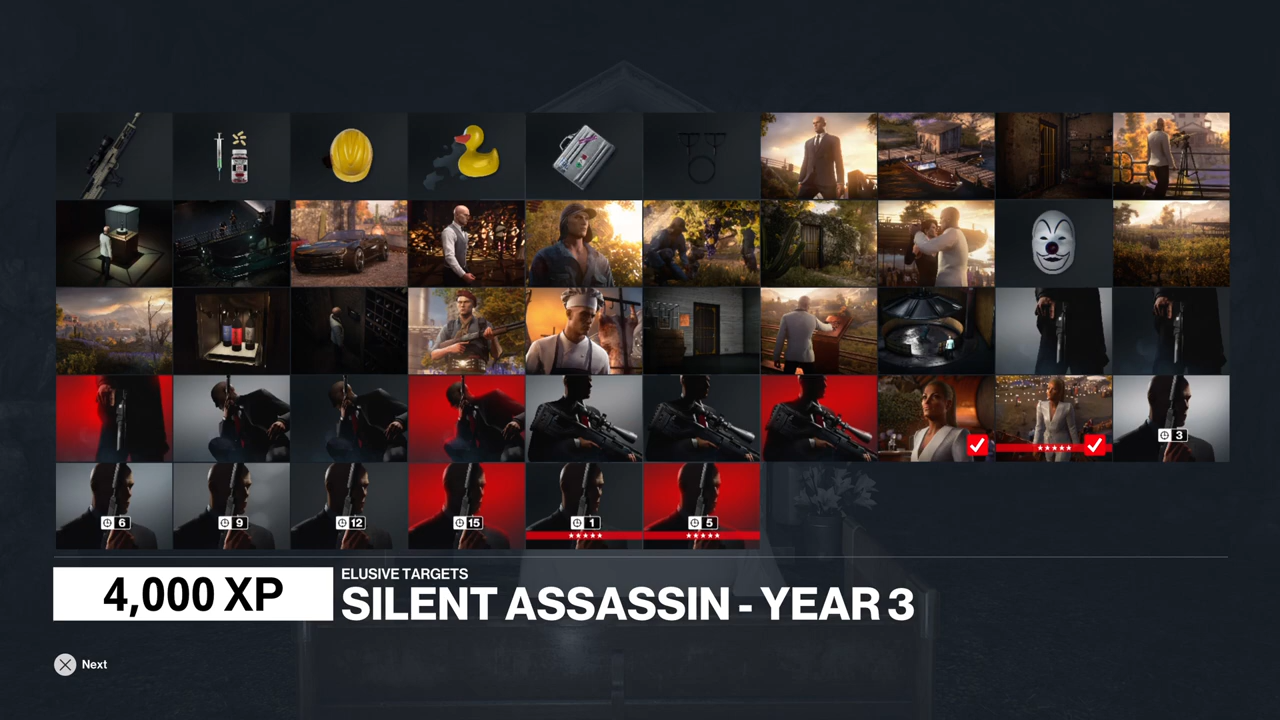 3
6
9
12
15
1
5
4,000 XP
ELUSIVE TARGETS
SILENT ASSASSIN - YEAR 3
Next